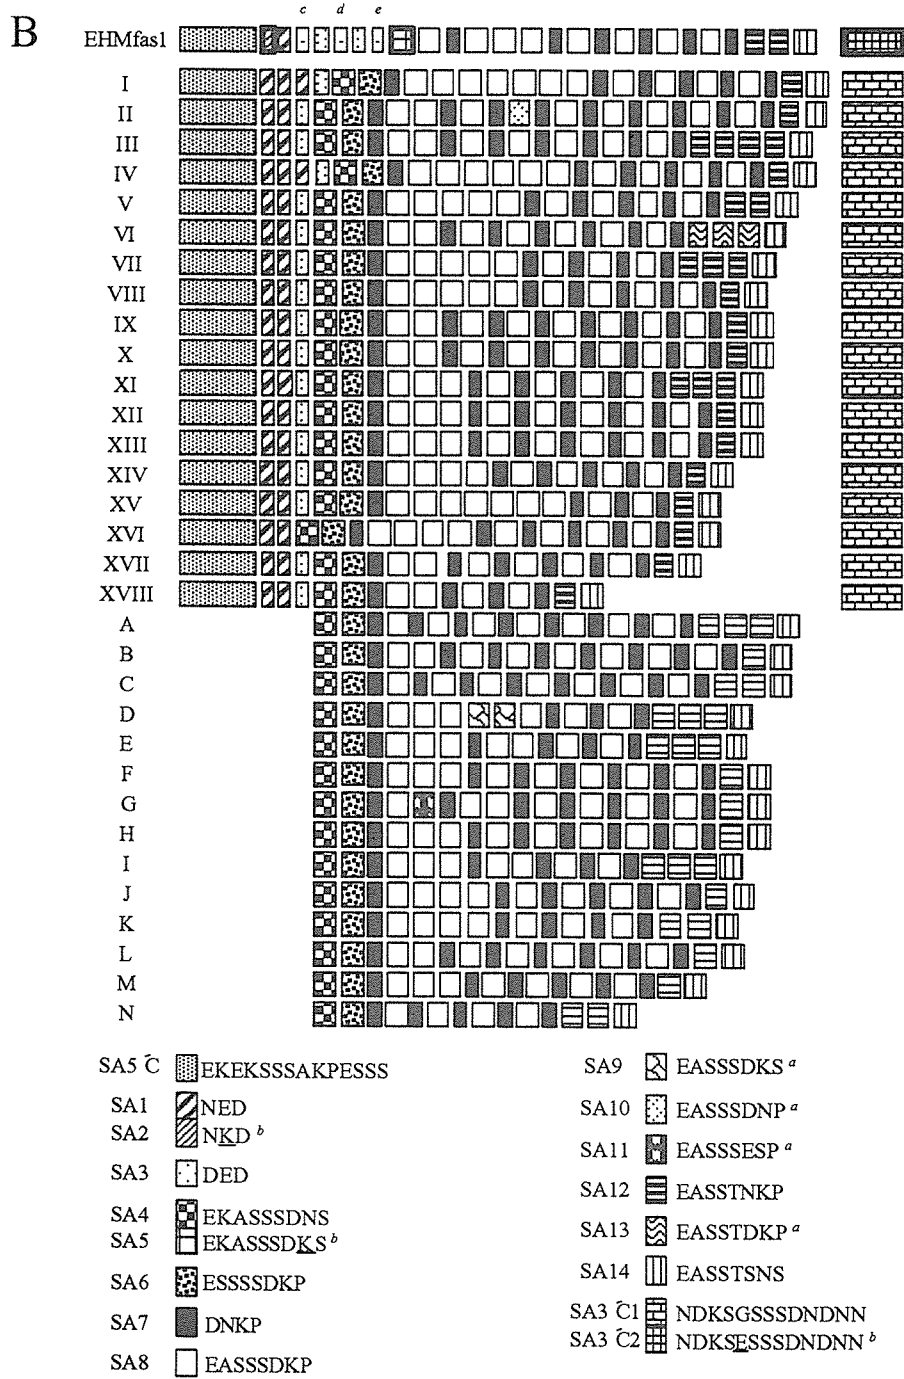 c d e
B EHMfas1
I
II
III
IV
V
VI
VII
VIII
IX
X
XI
XII
XIII
XIV
XV
XVI
XVII
XVIII
A
B
C
D
E
F
G
H
I
J
K
L
M
N
SA5 C̄ EKEKSSSAKPESSS
SA1 NED
SA2 NKD b
SA3 DED
SA4 EKASSSDNS
SA5 EKASSSDKS b
SA6 ESSSSDKP
SA7 DNKP
SA8 EASSSDKP
SA9 EASSSDKS a
SA10 EASSSDNP a
SA11 EASSSESP a
SA12 EASSTNKP
SA13 EASSTDKP a
SA14 EASSTSNS
SA3 C̄1 NDKSGSSSDNDNN
SA3 C̄2 NDKSESSSDNDNN b